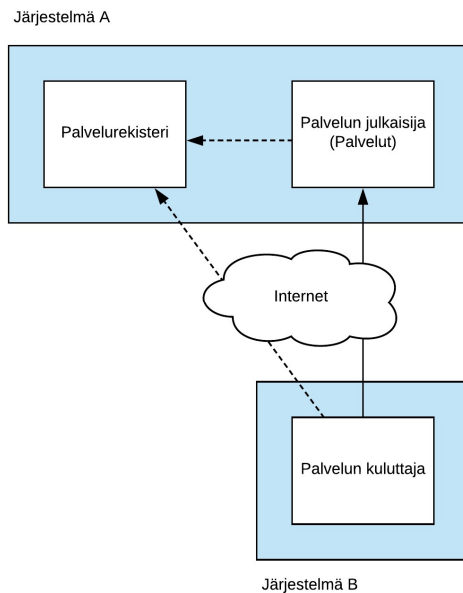 Järjestelmä A
Palvelurekisteri
Palvelun julkaisija
(Palvelut)
Internet
Palvelun kuluttaja
Järjestelmä B